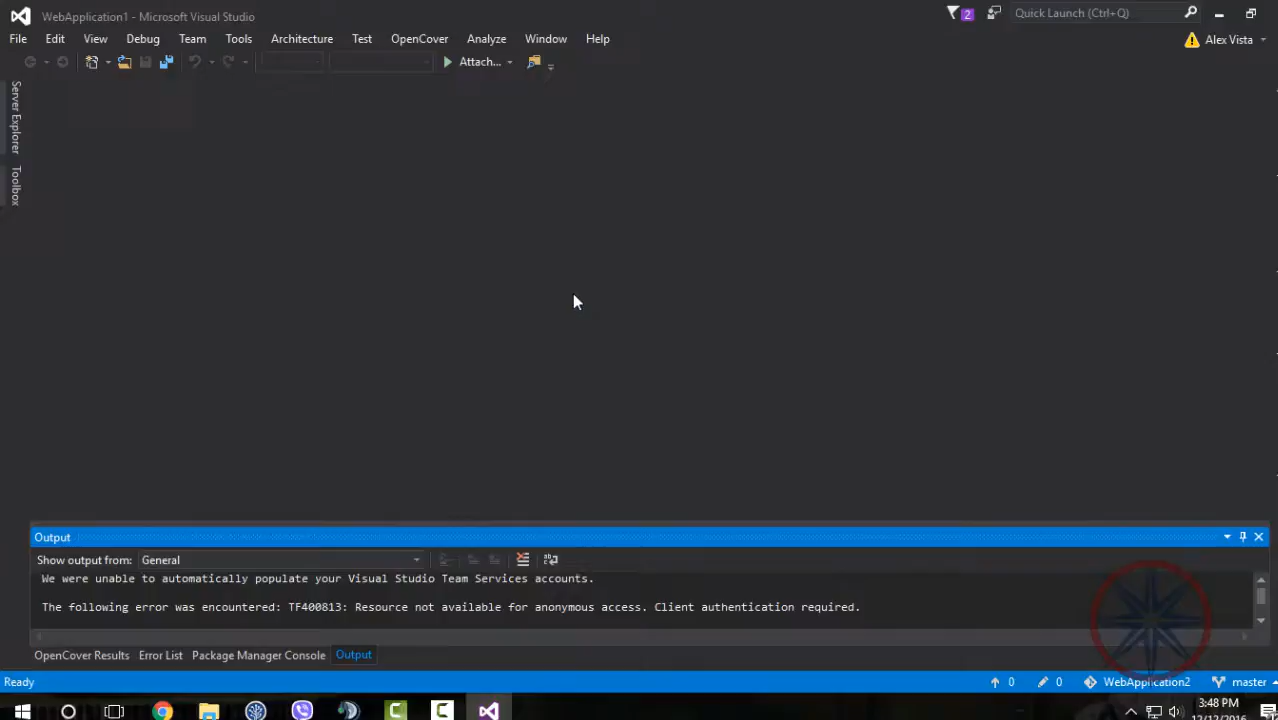 WebApplication1 - Microsoft Visual Studio
2
Quick Launch (Ctrl+Q)
File Edit View Debug Team Tools Architecture Test OpenCover Analyze Window Help
Alex Vista
Attach...
Server Explorer
Toolbox
Output
Show output from: General
We were unable to automatically populate your Visual Studio Team Services accounts.
The following error was encountered: TF400813: Resource not available for anonymous access. Client authentication required.
OpenCover Results Error List Package Manager Console Output
Ready
0 0 WebApplication2 master
3:48 PM
12/12/2016